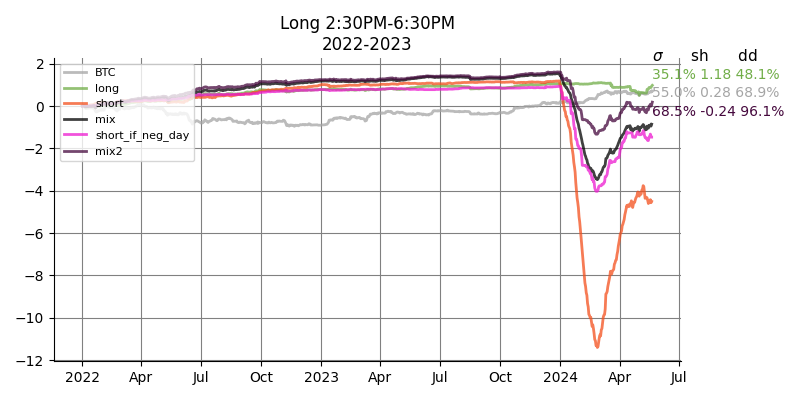 Long 2:30PM-6:30PM
2022-2023
σ sh dd
35.1% 1.18 48.1%
55.0% 0.28 68.9%
68.5% -0.24 96.1%
BTC
long
short
mix
short_if_neg_day
mix2
2
0
−2
−4
−6
−8
−10
−12
2022 Apr Jul Oct 2023 Apr Jul Oct 2024 Apr Jul